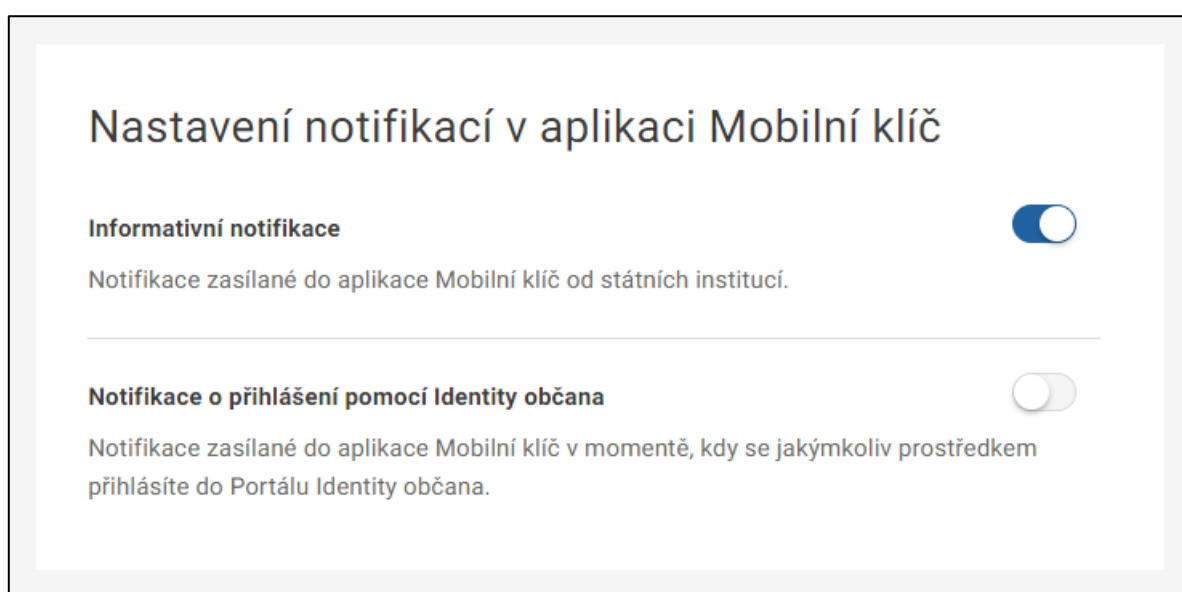 Nastavení notifikací v aplikaci Mobilní klíč
Informativní notifikace
Notifikace zasílané do aplikace Mobilní klíč od státních institucí.
Notifikace o přihlášení pomocí Identity občana
Notifikace zasílané do aplikace Mobilní klíč v momentě, kdy se jakýmkoliv prostředkem
přihlásíte do Portálu Identity občana.